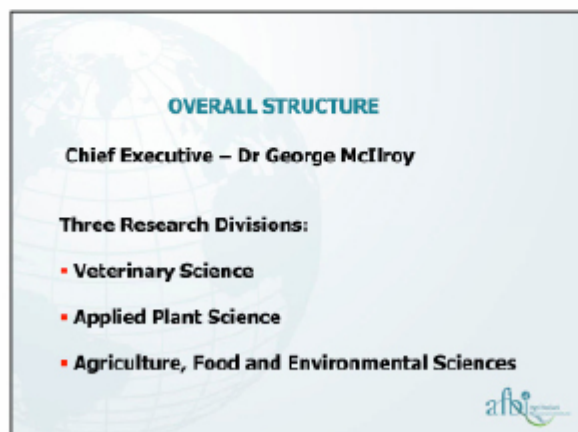 OVERALL STRUCTURE
Chief Executive – Dr George McIlroy
Three Research Divisions:
▪ Veterinary Science
▪ Applied Plant Science
▪ Agriculture, Food and Environmental Sciences
afbi